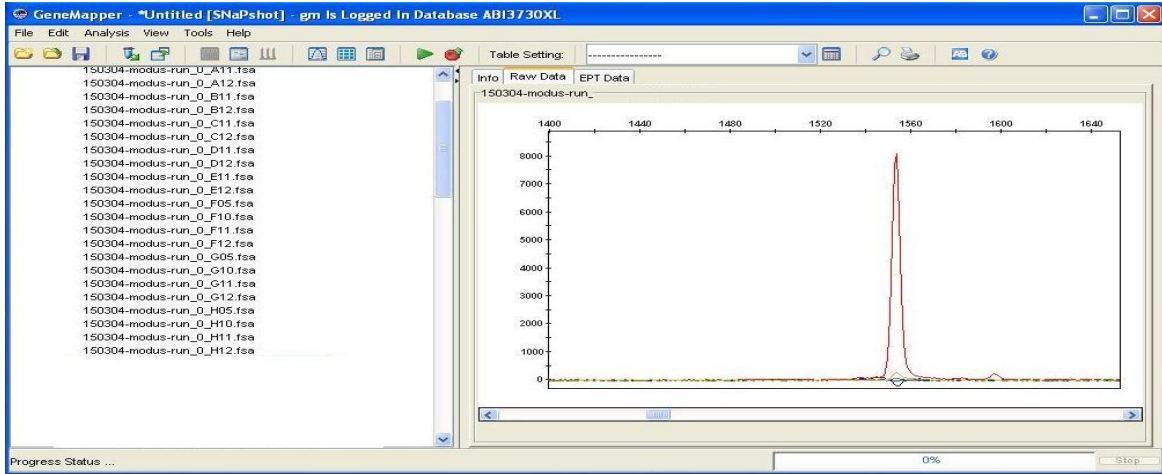 GeneMapper - *Untitled [SNaPshot] - gm Is Logged In Database ABI3730XL
File Edit Analysis View Tools Help
Table Setting: ---------------
150304-modus-run_0_A11.fsa
150304-modus-run_0_A12.fsa
150304-modus-run_0_B11.fsa
150304-modus-run_0_B12.fsa
150304-modus-run_0_C11.fsa
150304-modus-run_0_C12.fsa
150304-modus-run_0_D11.fsa
150304-modus-run_0_D12.fsa
150304-modus-run_0_E11.fsa
150304-modus-run_0_E12.fsa
150304-modus-run_0_F05.fsa
150304-modus-run_0_F10.fsa
150304-modus-run_0_F11.fsa
150304-modus-run_0_F12.fsa
150304-modus-run_0_G05.fsa
150304-modus-run_0_G10.fsa
150304-modus-run_0_G11.fsa
150304-modus-run_0_G12.fsa
150304-modus-run_0_H05.fsa
150304-modus-run_0_H10.fsa
150304-modus-run_0_H11.fsa
150304-modus-run_0_H12.fsa
Info Raw Data EPT Data
150304-modus-run_
1400 1440 1480 1520 1560 1600 1640
8000
7000
6000
5000
4000
3000
2000
1000
0
Progress Status ...
0% Stop